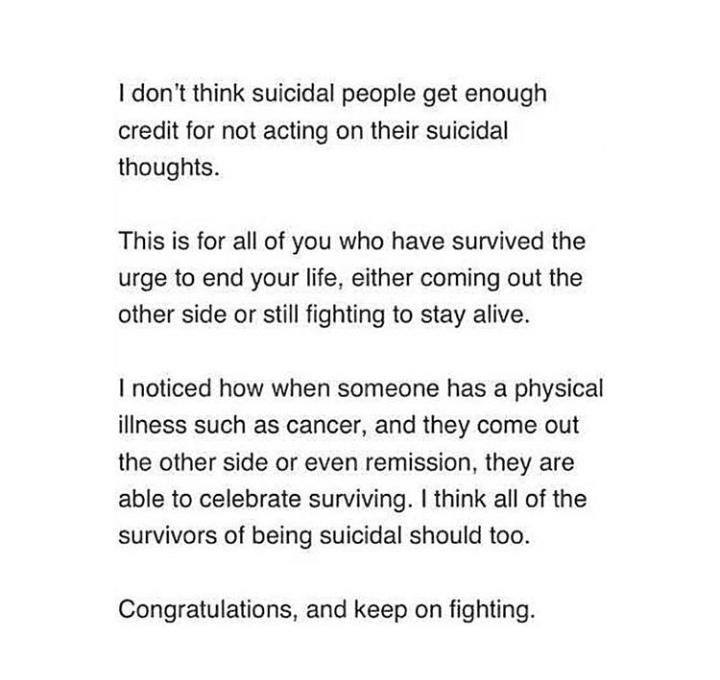 I don't think suicidal people get enough
credit for not acting on their suicidal
thoughts.
This is for all of you who have survived the
urge to end your life, either coming out the
other side or still fighting to stay alive.
I noticed how when someone has a physical
illness such as cancer, and they come out
the other side or even remission, they are
able to celebrate surviving. I think all of the
survivors of being suicidal should too.
Congratulations, and keep on fighting.